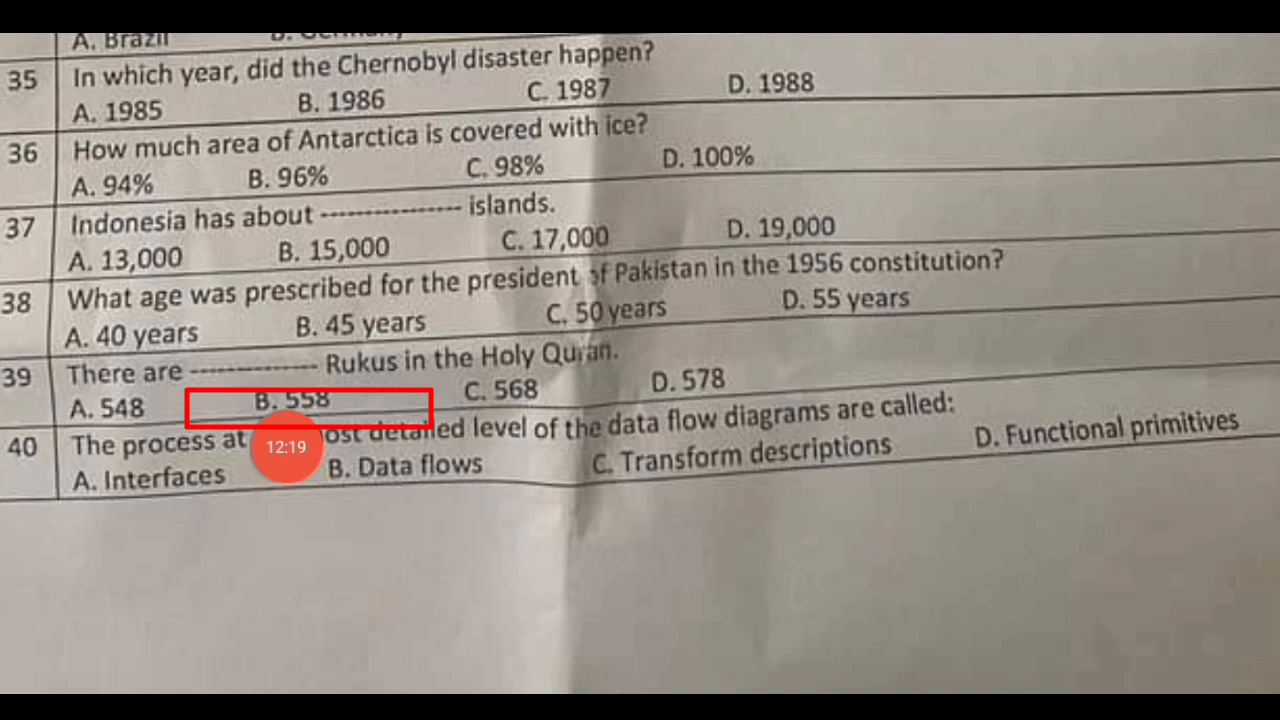 A. Brazil B. Germany
35 In which year, did the Chernobyl disaster happen?
A. 1985 B. 1986 C. 1987 D. 1988
36 How much area of Antarctica is covered with ice?
A. 94% B. 96% C. 98% D. 100%
37 Indonesia has about ---------------- islands.
A. 13,000 B. 15,000 C. 17,000 D. 19,000
38 What age was prescribed for the president of Pakistan in the 1956 constitution?
A. 40 years B. 45 years C. 50 years D. 55 years
39 There are ---------------- Rukus in the Holy Quran.
A. 548 B. 558 C. 568 D. 578
40 The process at ost detailed level of the data flow diagrams are called:
12:19
A. Interfaces B. Data flows C. Transform descriptions D. Functional primitives